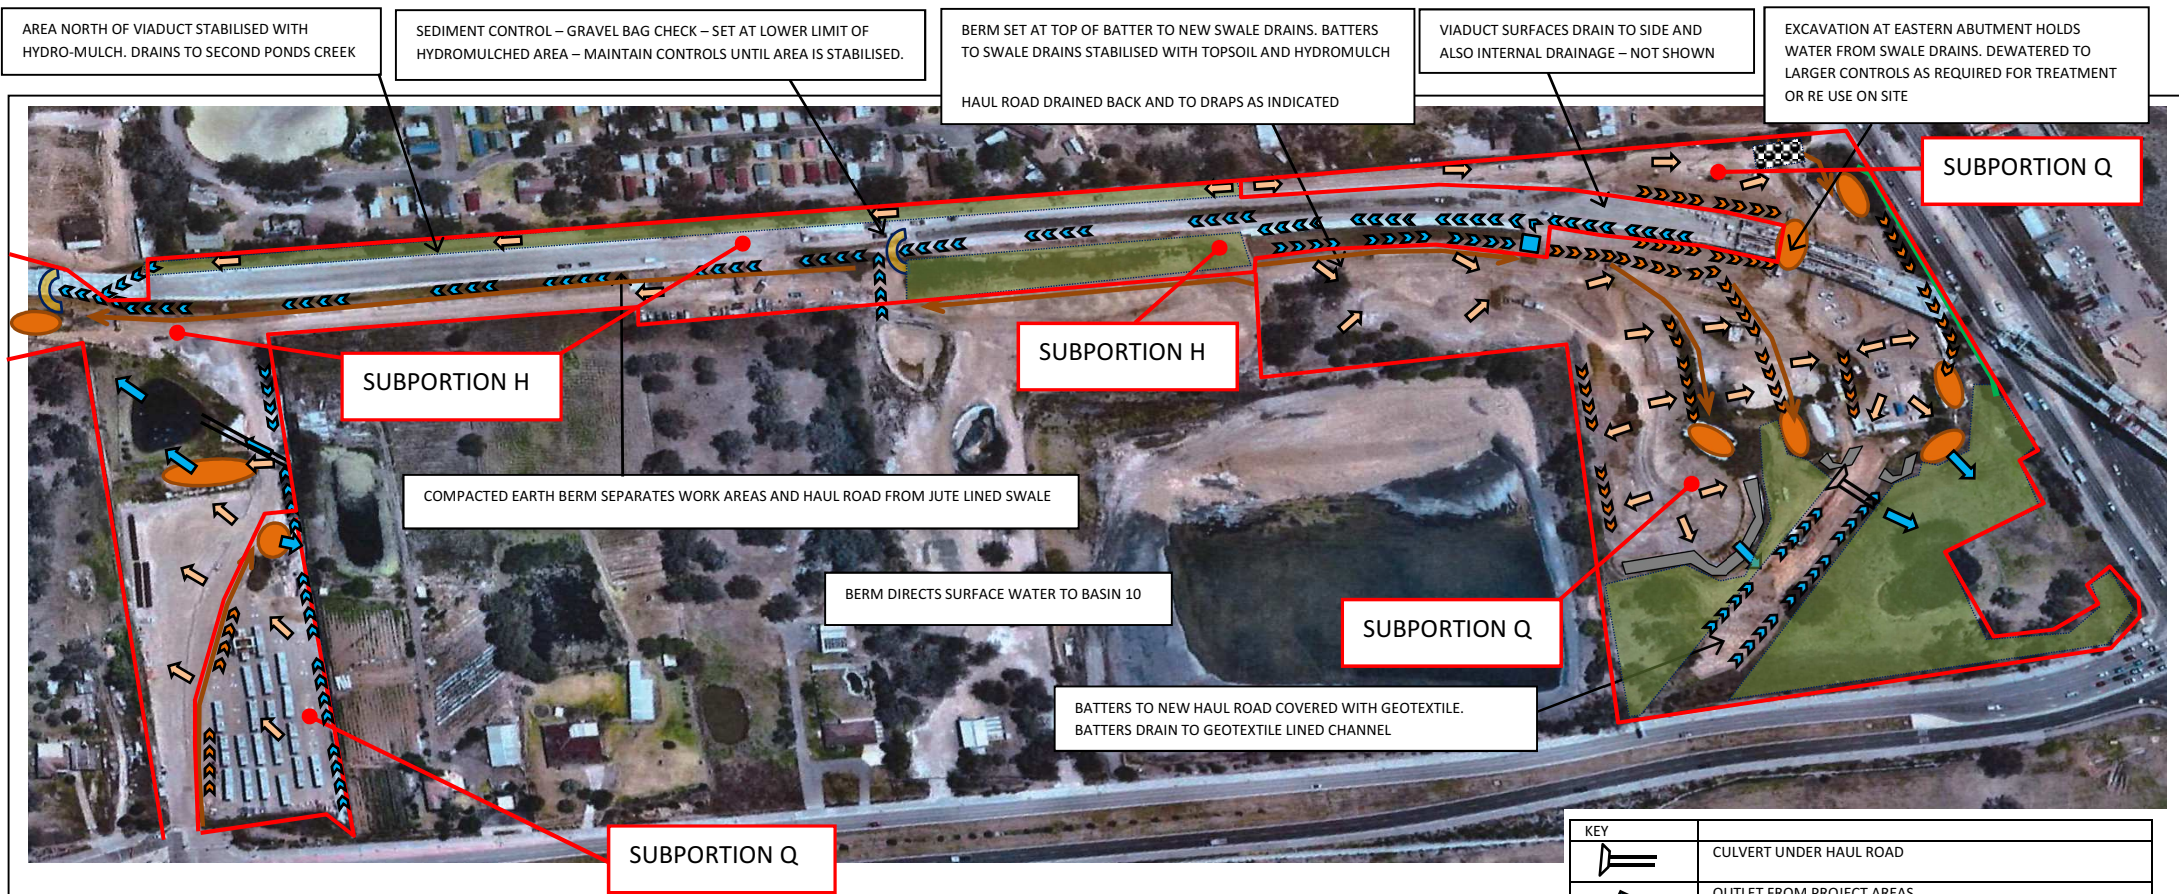 AREA NORTH OF VIADUCT STABILISED WITH
HYDRO-MULCH. DRAINS TO SECOND PONDS CREEK
SEDIMENT CONTROL – GRAVEL BAG CHECK – SET AT LOWER LIMIT OF
HYDROMULCHED AREA – MAINTAIN CONTROLS UNTIL AREA IS STABILISED.
BERM SET AT TOP OF BATTER TO NEW SWALE DRAINS. BATTERS
TO SWALE DRAINS STABILISED WITH TOPSOIL AND HYDROMULCH
HAUL ROAD DRAINED BACK AND TO DRAPS AS INDICATED
VIADUCT SURFACES DRAIN TO SIDE AND
ALSO INTERNAL DRAINAGE – NOT SHOWN
EXCAVATION AT EASTERN ABUTMENT HOLDS
WATER FROM SWALE DRAINS. DEWATERED TO
LARGER CONTROLS AS REQUIRED FOR TREATMENT
OR RE USE ON SITE
SUBPORTION Q
SUBPORTION H
SUBPORTION H
COMPACTED EARTH BERM SEPARATES WORK AREAS AND HAUL ROAD FROM JUTE LINED SWALE
BERM DIRECTS SURFACE WATER TO BASIN 10
SUBPORTION Q
BATTERS TO NEW HAUL ROAD COVERED WITH GEOTEXTILE.
BATTERS DRAIN TO GEOTEXTILE LINED CHANNEL
SUBPORTION Q
KEY
CULVERT UNDER HAUL ROAD
OUTLET FROM PROJECT AREAS